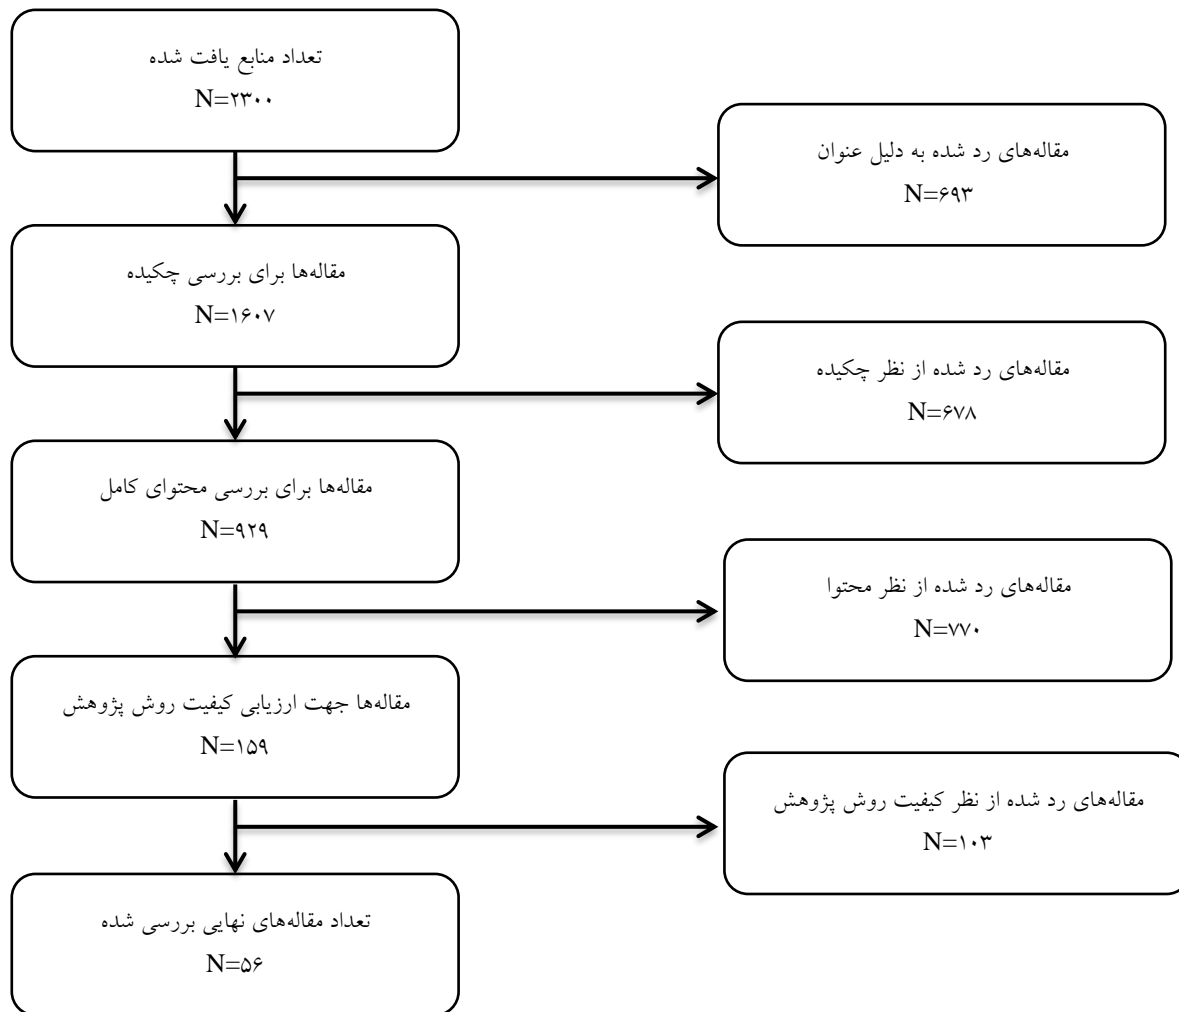 تعداد منابع یافت شده
N=۲۳۰۰
مقاله‌های رد شده به دلیل عنوان
N=۶۹۳
مقاله‌ها برای بررسی چکیده
N=۱۶۰۷
مقاله‌های رد شده از نظر چکیده
N=۶۷۸
مقاله‌ها برای بررسی محتوای کامل
N=۹۲۹
مقاله‌های رد شده از نظر محتوا
N=۷۷۰
مقاله‌ها جهت ارزیابی کیفیت روش پژوهش
N=۱۵۹
مقاله‌های رد شده از نظر کیفیت روش پژوهش
N=۱۰۳
تعداد مقاله‌های نهایی بررسی شده
N=۵۶